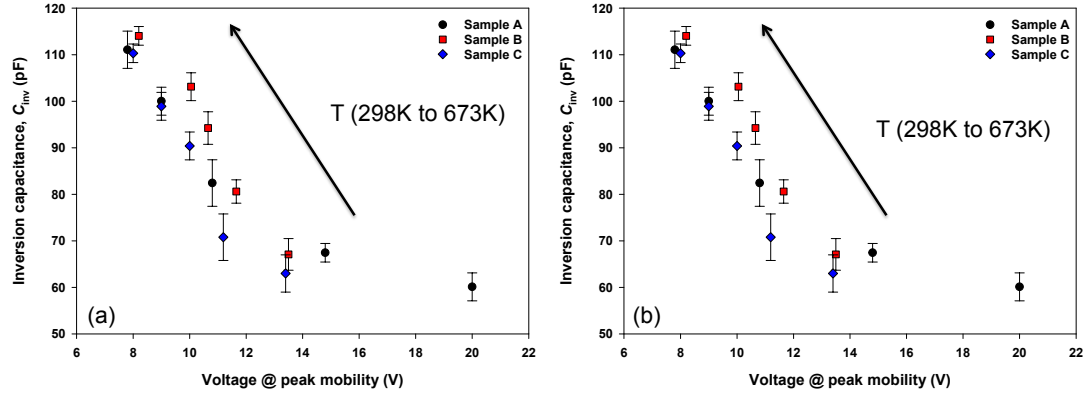 120
110
100
90
80
70
60
50
Inversion capacitance, C_inv (pF)
Sample A
Sample B
Sample C
T (298K to 673K)
(a)
6 8 10 12 14 16 18 20 22
Voltage @ peak mobility (V)
120
110
100
90
80
70
60
50
Inversion capacitance, C_inv (pF)
Sample A
Sample B
Sample C
T (298K to 673K)
(b)
6 8 10 12 14 16 18 20 22
Voltage @ peak mobility (V)